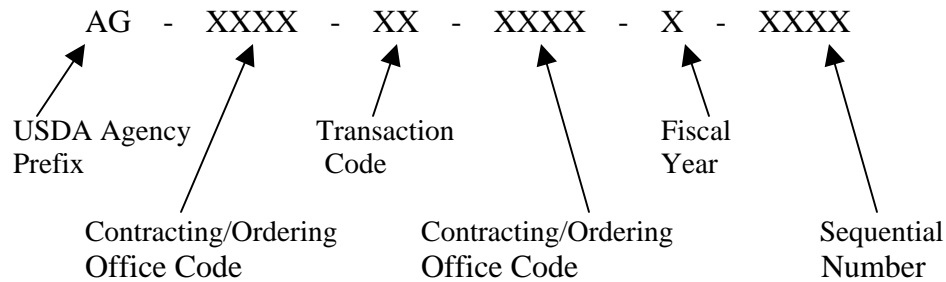 AG - XXXX - XX - XXXX - X - XXXX
USDA Agency
Prefix
Transaction
Code
Fiscal
Year
Contracting/Ordering
Office Code
Contracting/Ordering
Office Code
Sequential
Number